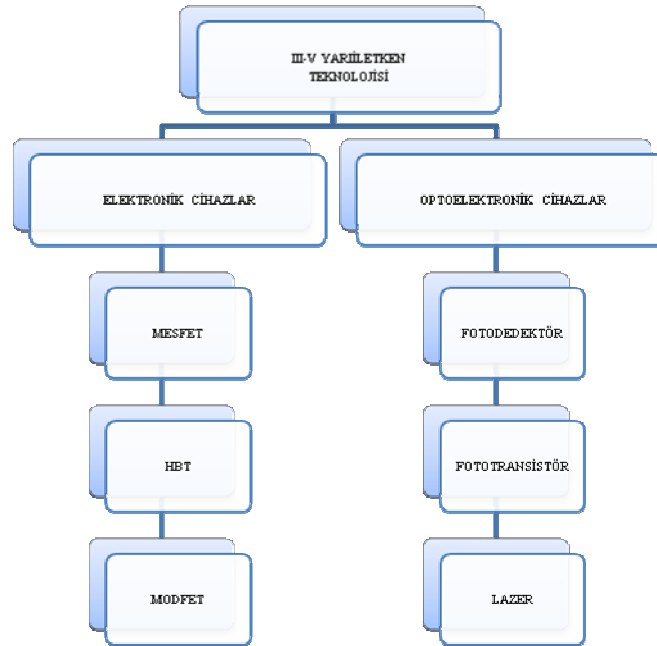 III-V YARIİLETKEN
TEKNOLOJİSİ
ELEKTRONİK CİHAZLAR
OPTOELEKTRONİK CİHAZLAR
MESFET
FOTODEDEKTÖR
HBT
FOTOTRANSİSTÖR
MODFET
LAZER